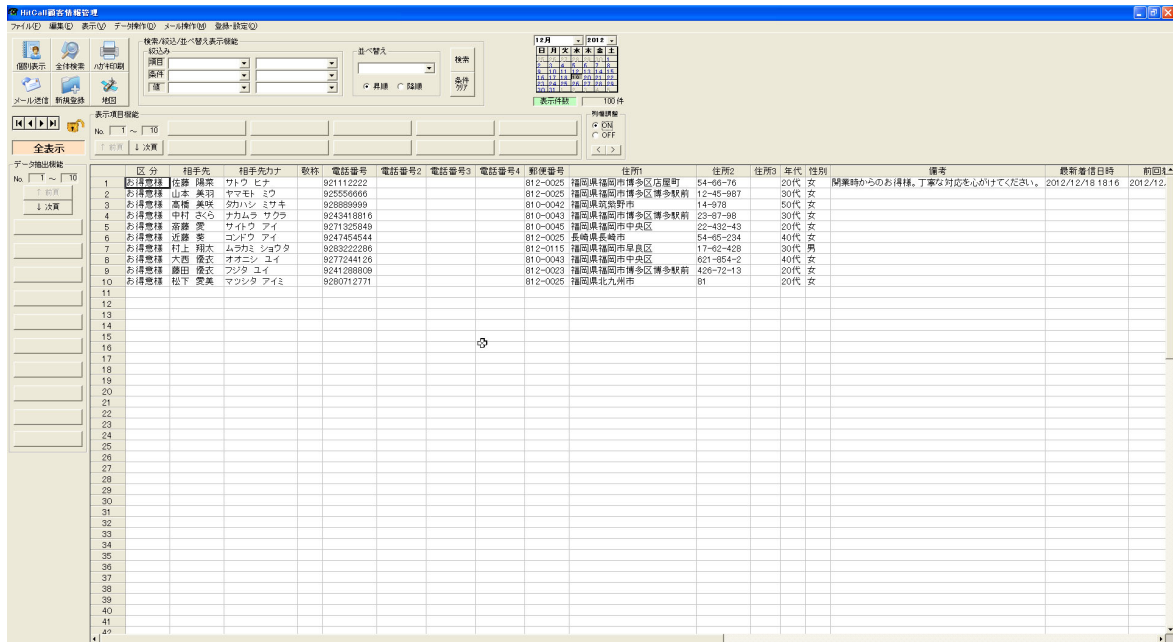 HitCall顧客情報管理
ファイル(F) 編集(E) 表示(V) データ操作(D) メール操作(M) 登録・設定(O)
個別表示 全体検索 ハガキ印刷
メール送信 新規登録 地図
検索/絞込/並べ替え表示機能
絞込み
項目
条件
値
並べ替え
昇順 降順
検索
条件クリア
12月 2012
日 月 火 水 木 金 土
表示件数 100 件
全表示
表示項目機能
No. 1 ~ 10
↑ 前頁 ↓ 次頁
列幅調整
ON
OFF
< >
データ抽出機能
No. 1 ~ 10
↑ 前頁
↓ 次頁
区分 相手先 相手先カナ 敬称 電話番号 電話番号2 電話番号3 電話番号4 郵便番号 住所1 住所2 住所3 年代 性別 備考 最新着信日時
1 お得意様 佐藤 陽菜 サトウ ヒナ 921112222 812-0025 福岡県福岡市博多区店屋町 54-66-76 20代 女 開業時からのお得様。丁寧な対応を心がけてください。 2012/12/18 18:16 2012/12.
2 お得意様 山本 美羽 ヤマモト ミウ 925556666 812-0025 福岡県福岡市博多区博多駅前 12-45-987 30代 女
3 お得意様 高橋 美咲 タカハシ ミサキ 928889999 810-0042 福岡県筑紫野市 14-978 50代 女
4 お得意様 中村 さくら ナカムラ サクラ 9243418816 810-0043 福岡県福岡市博多区博多駅前 23-87-98 30代 女
5 お得意様 斎藤 愛 サイトウ アイ 9271325849 810-0045 福岡県福岡市中央区 22-432-43 20代 女
6 お得意様 近藤 葵 コンドウ アイ 9247454544 812-0025 長崎県長崎市 54-65-234 40代 女
7 お得意様 村上 翔太 ムラカミ ショウタ 9283222286 812-0115 福岡県福岡市早良区 17-62-428 30代 男
8 お得意様 大西 優衣 オオニシ ユイ 9277244126 810-0043 福岡県福岡市中央区 621-854-2 40代 女
9 お得意様 藤田 優衣 フジタ ユイ 9241288809 812-0023 福岡県福岡市博多区博多駅前 426-72-13 20代 女
10 お得意様 松下 愛美 マツシタ アイミ 9280712771 812-0025 福岡県北九州市 81 20代 女
11
12
13
14
15
16
17
18
19
20
21
22
23
24
25
26
27
28
29
30
31
32
33
34
35
36
37
38
39
40
41
42